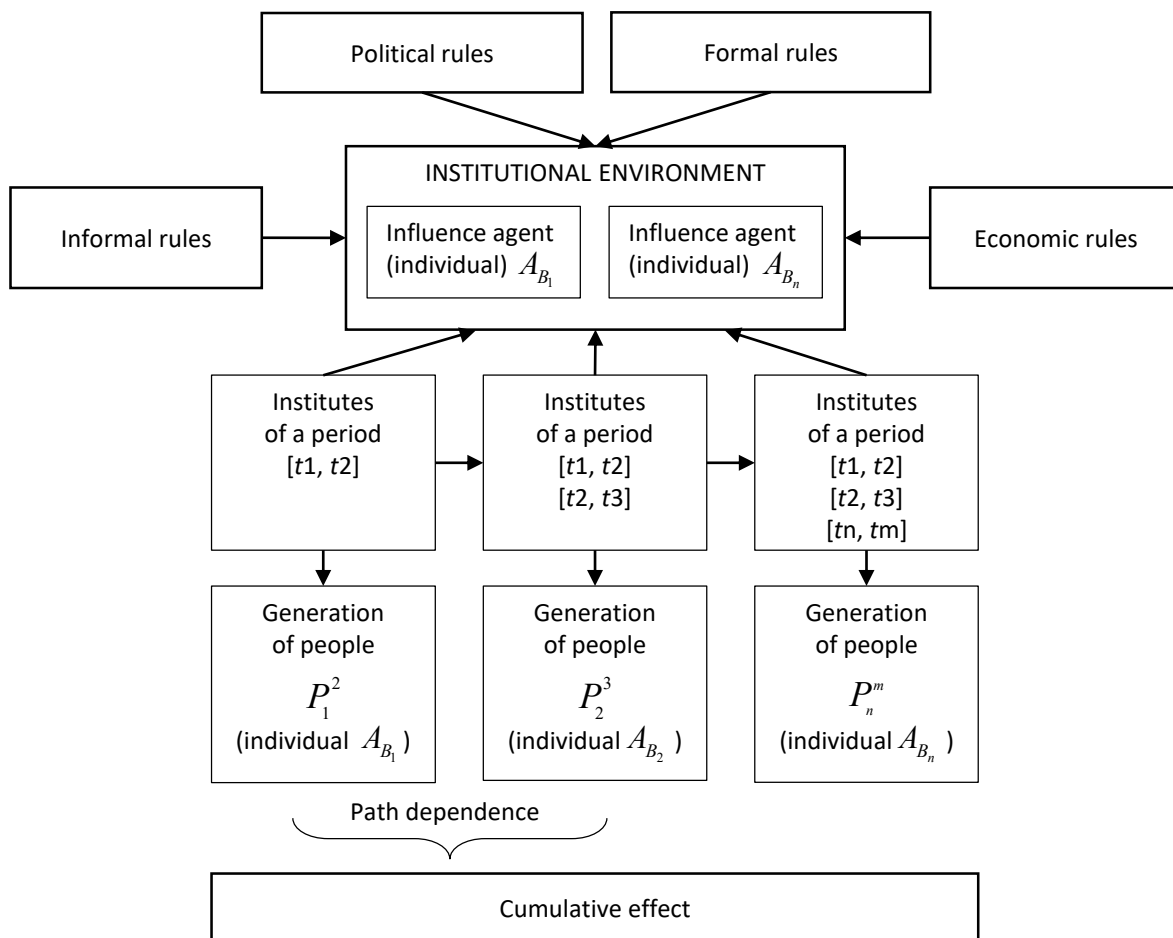 Political rules
Formal rules
INSTITUTIONAL ENVIRONMENT
Informal rules
Influence agent
(individual) A_{B_1}
Influence agent
(individual) A_{B_n}
Economic rules
Institutes
of a period
[t1, t2]
Institutes
of a period
[t1, t2]
[t2, t3]
Institutes
of a period
[t1, t2]
[t2, t3]
[tn, tm]
Generation
of people
P_1^2
(individual A_{B_1})
Generation
of people
P_2^3
(individual A_{B_2})
Generation
of people
P_n^m
(individual A_{B_n})
Path dependence
Cumulative effect